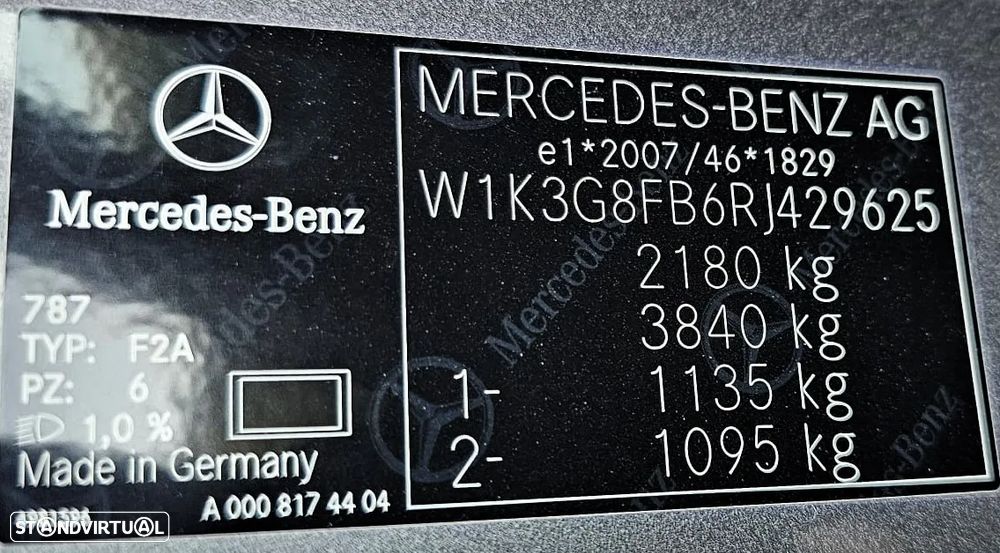 Mercedes-Benz
787
TYP: F2A
PZ: 6
1,0 %
Made in Germany
A 000 817 44 04
MERCEDES-BENZ AG
e1*2007/46*1829
W1K3G8FB6RJ429625
2180 kg
3840 kg
1- 1135 kg
2- 1095 kg
STANDVIRTUAL